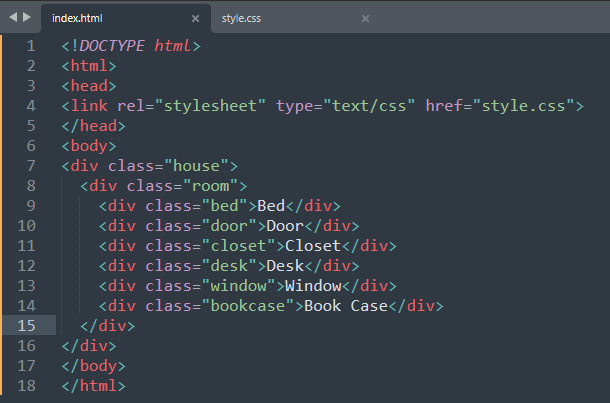 index.html × style.css ×
1 <!DOCTYPE html>
2 <html>
3 <head>
4 <link rel="stylesheet" type="text/css" href="style.css">
5 </head>
6 <body>
7 <div class="house">
8   <div class="room">
9     <div class="bed">Bed</div>
10     <div class="door">Door</div>
11     <div class="closet">Closet</div>
12     <div class="desk">Desk</div>
13     <div class="window">Window</div>
14     <div class="bookcase">Book Case</div>
15   </div>
16 </div>
17 </body>
18 </html>